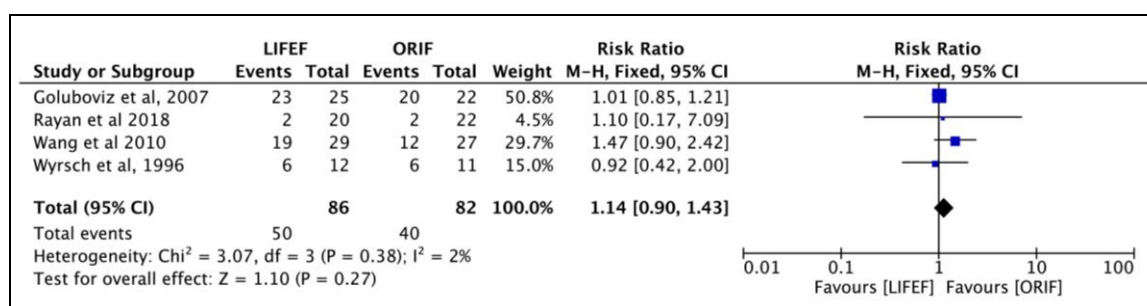 LIFEF ORIF Risk Ratio Risk Ratio
Study or Subgroup Events Total Events Total Weight M-H, Fixed, 95% CI M-H, Fixed, 95% CI
Goluboviz et al, 2007 23 25 20 22 50.8% 1.01 [0.85, 1.21]
Rayan et al 2018 2 20 2 22 4.5% 1.10 [0.17, 7.09]
Wang et al 2010 19 29 12 27 29.7% 1.47 [0.90, 2.42]
Wyrsch et al, 1996 6 12 6 11 15.0% 0.92 [0.42, 2.00]
Total (95% CI) 86 82 100.0% 1.14 [0.90, 1.43]
Total events 50 40
Heterogeneity: Chi² = 3.07, df = 3 (P = 0.38); I² = 2%
Test for overall effect: Z = 1.10 (P = 0.27)
0.01 0.1 1 10 100
Favours [LIFEF] Favours [ORIF]